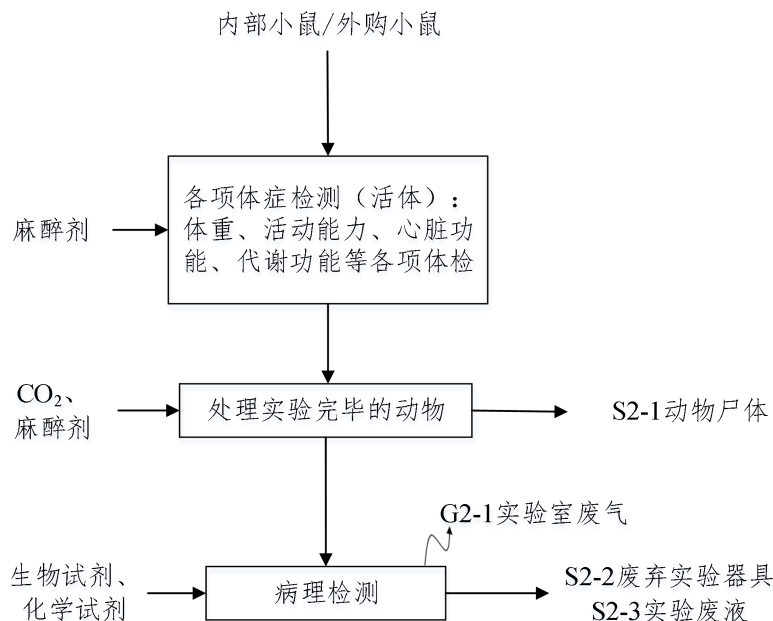 内部小鼠/外购小鼠
各项体症检测（活体）：
体重、活动能力、心脏功
能、代谢功能等各项体检
麻醉剂
CO₂、
麻醉剂
处理实验完毕的动物
S2-1动物尸体
G2-1实验室废气
生物试剂、
化学试剂
病理检测
S2-2废弃实验器具
S2-3实验废液